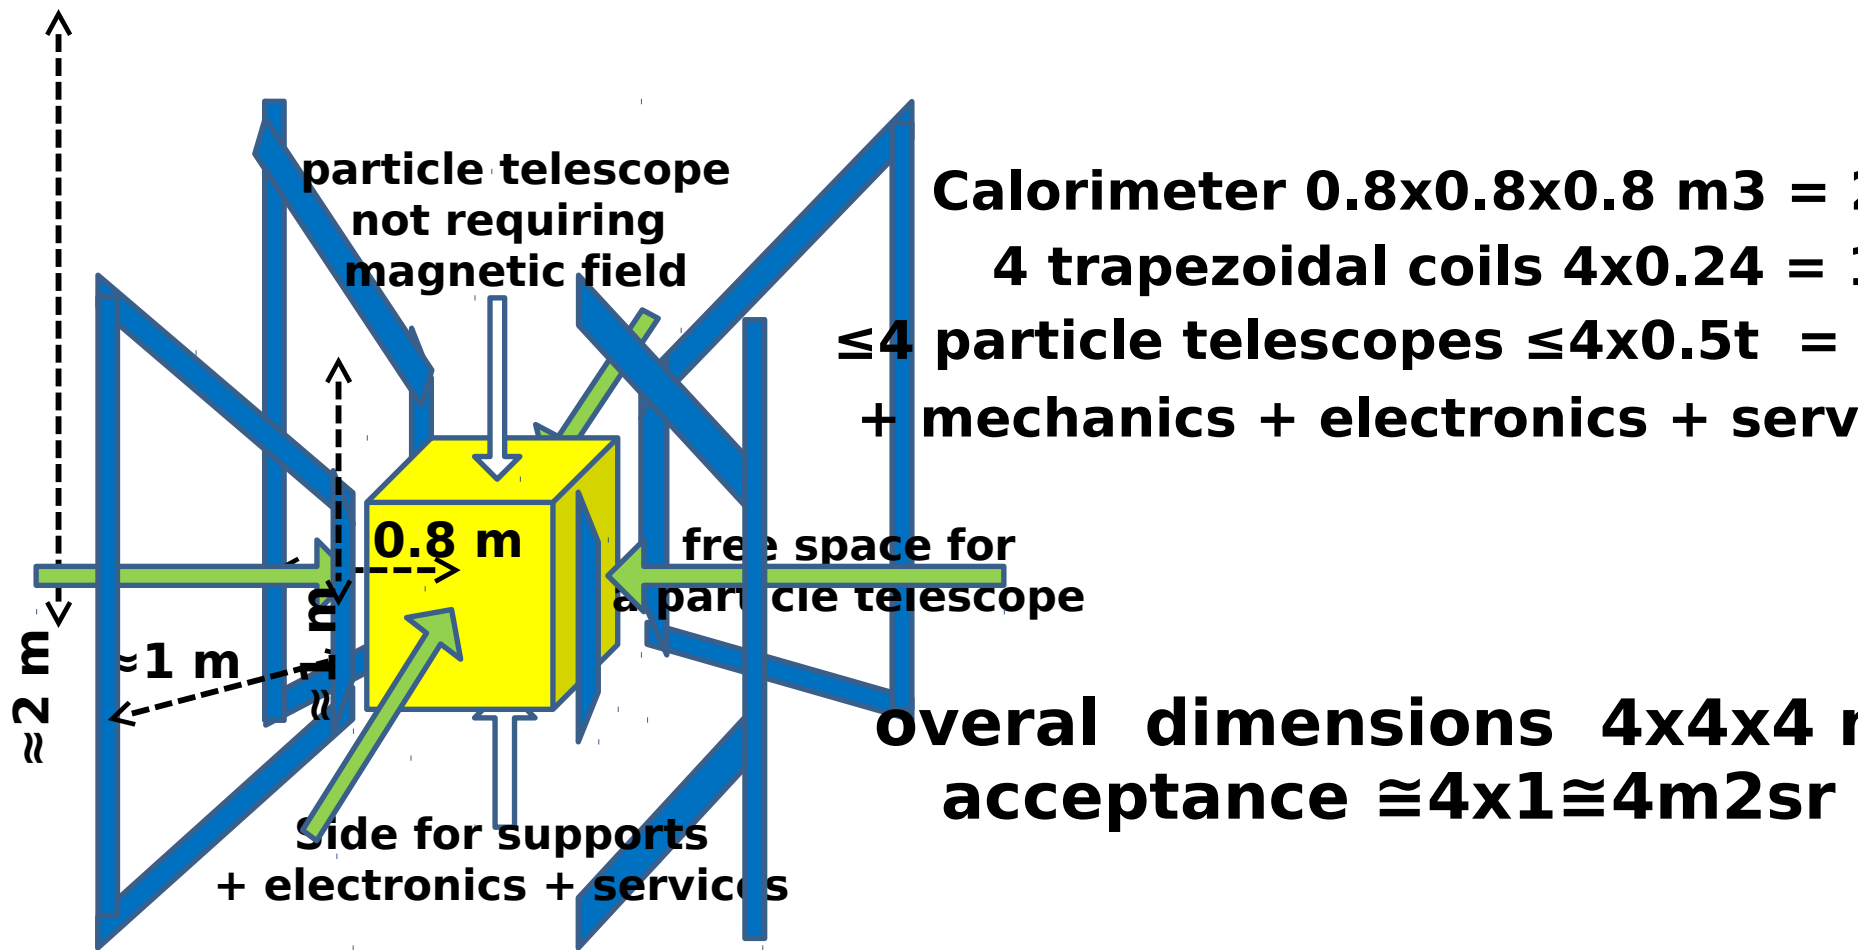 particle telescope
not requiring
magnetic field
Calorimeter 0.8x0.8x0.8 m3 =
4 trapezoidal coils 4x0.24 =
≤4 particle telescopes ≤4x0.5t =
+ mechanics + electronics +
0.8 m
free space for
a particle telescope
≈1 m
≈1 m
≈2 m
overal dimensions 4x4x4
acceptance ≅4x1≅4m2sr
Side for supports
+ electronics + services